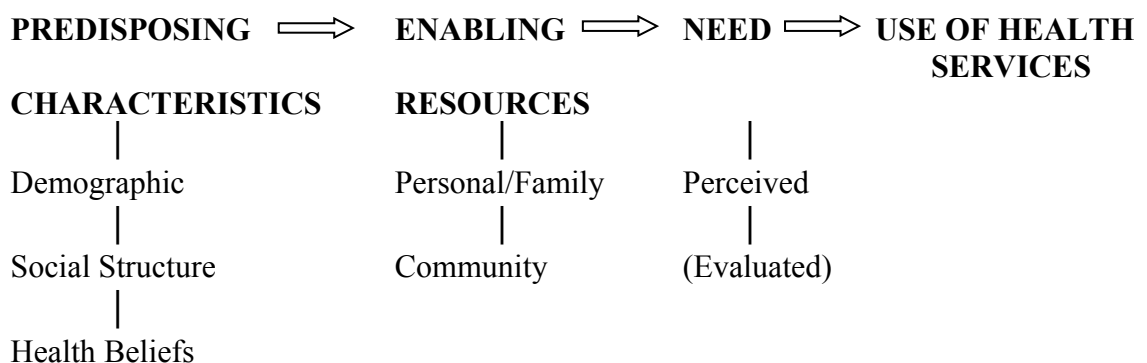 PREDISPOSING ENABLING NEED USE OF HEALTH
SERVICES
CHARACTERISTICS RESOURCES
Demographic Personal/Family Perceived
Social Structure Community (Evaluated)
Health Beliefs